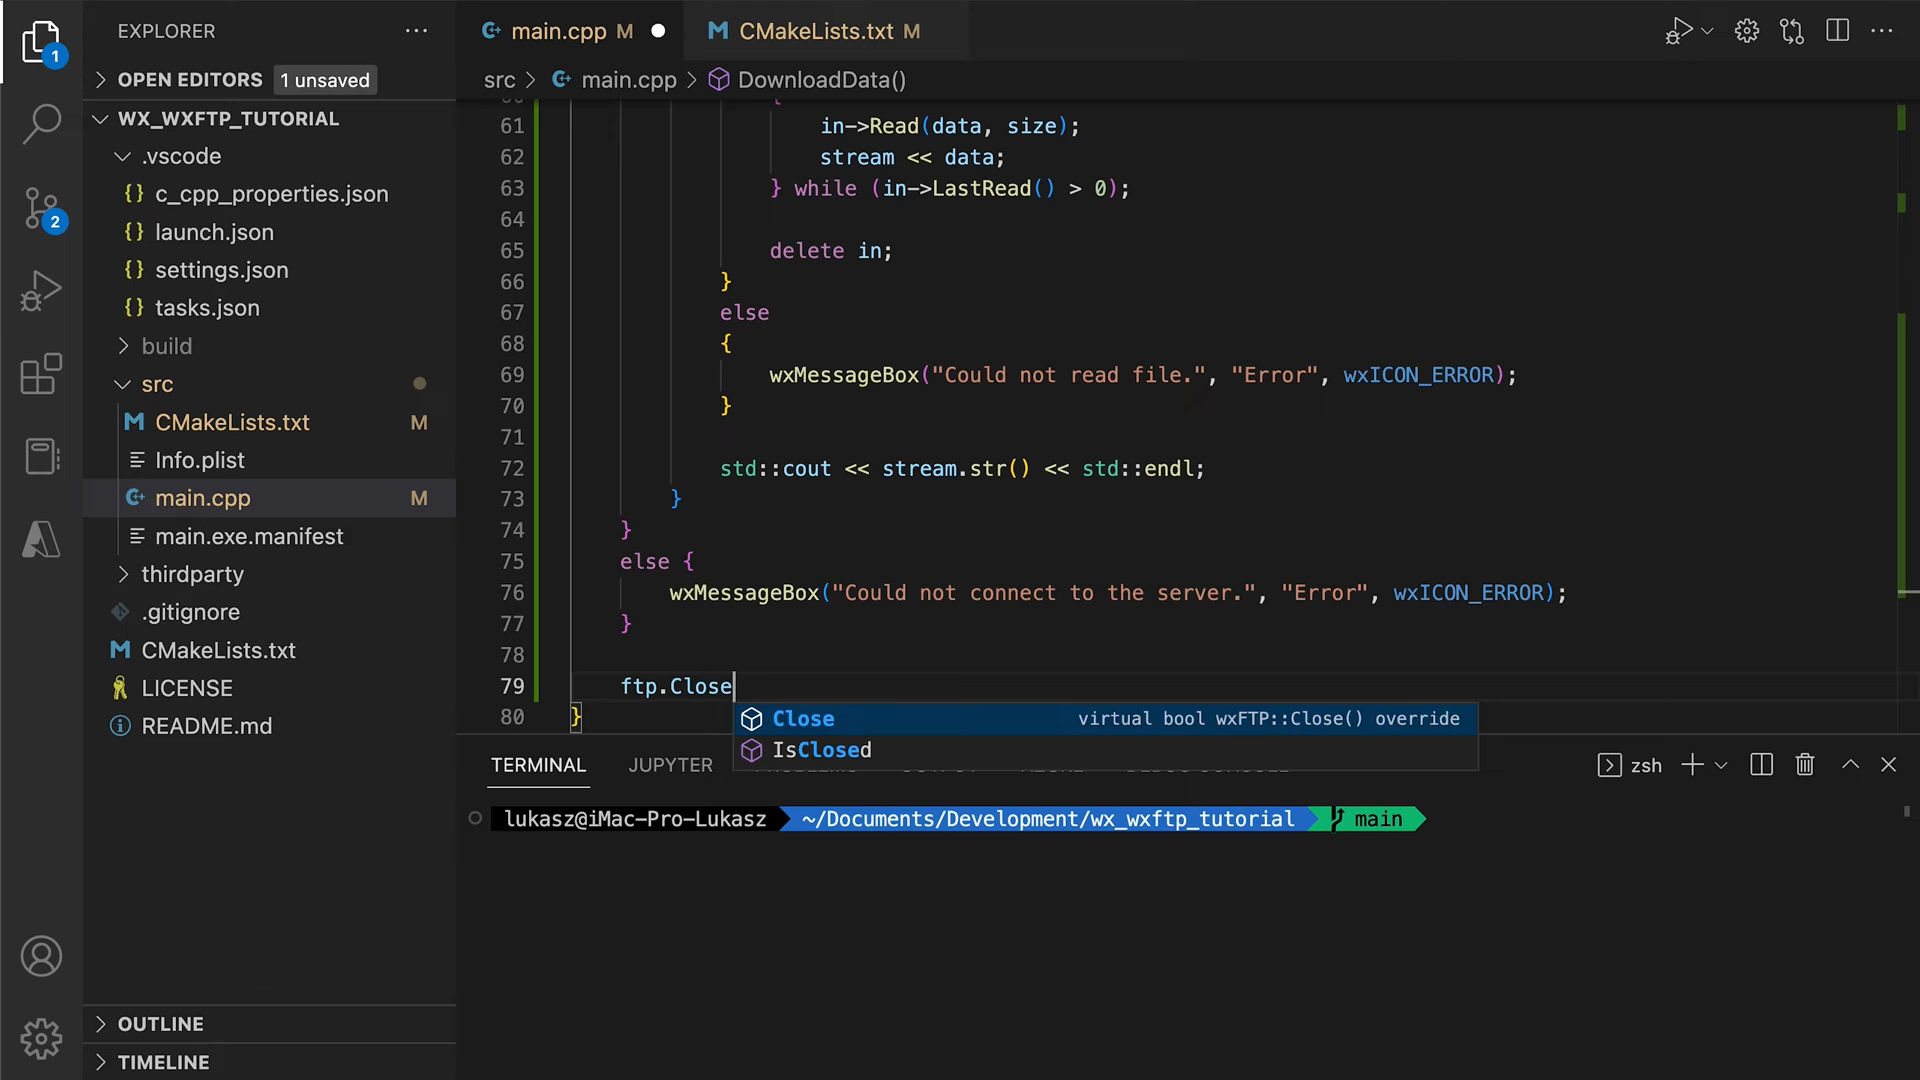 EXPLORER
OPEN EDITORS 1 unsaved
WX_WXFTP_TUTORIAL
.vscode
{} c_cpp_properties.json
{} launch.json
{} settings.json
{} tasks.json
build
src
CMakeLists.txt M
Info.plist
main.cpp M
main.exe.manifest
thirdparty
.gitignore
CMakeLists.txt
LICENSE
README.md
OUTLINE
TIMELINE
1
2
main.cpp M
CMakeLists.txt M
src > main.cpp > DownloadData()
61 in->Read(data, size);
62 stream << data;
63 } while (in->LastRead() > 0);
64
65 delete in;
66 }
67 else
68 {
69 wxMessageBox("Could not read file.", "Error", wxICON_ERROR);
70 }
71
72 std::cout << stream.str() << std::endl;
73 }
74 }
75 else {
76 wxMessageBox("Could not connect to the server.", "Error", wxICON_ERROR);
77 }
78
79 ftp.Close
80 }
Close virtual bool wxFTP::Close() override
IsClosed
TERMINAL JUPYTER
zsh
lukasz@iMac-Pro-Lukasz ~/Documents/Development/wx_wxftp_tutorial main